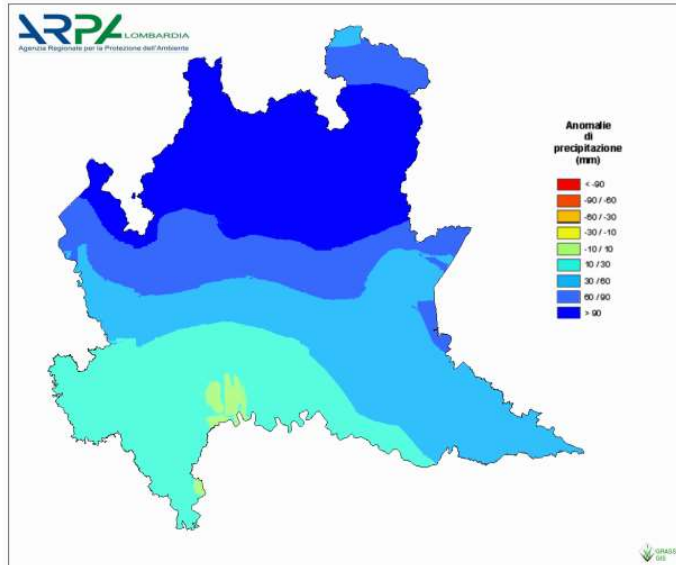 ARPA LOMBARDIA
Agenzia Regionale per la Protezione dell'Ambiente
Anomalie
di
precipitazione
(mm)
< -90
-90 / -60
-60 / -30
-30 / -10
-10 / 10
10 / 30
30 / 60
60 / 90
> 90
GRASS
GIS